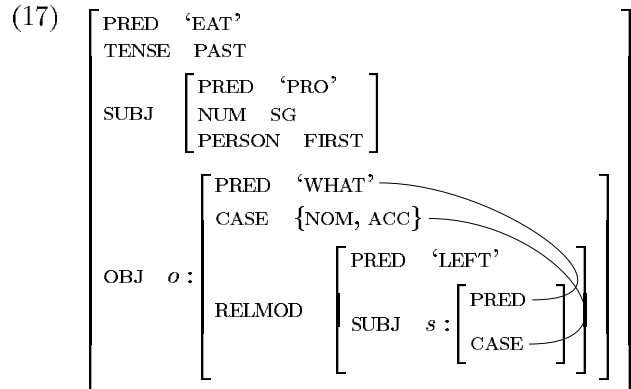 (17)
PRED ‘EAT’
TENSE PAST
SUBJ
PRED ‘PRO’
NUM SG
PERSON FIRST
OBJ o:
PRED ‘WHAT’
CASE {NOM, ACC}
RELMOD
PRED ‘LEFT’
SUBJ s:
PRED
CASE